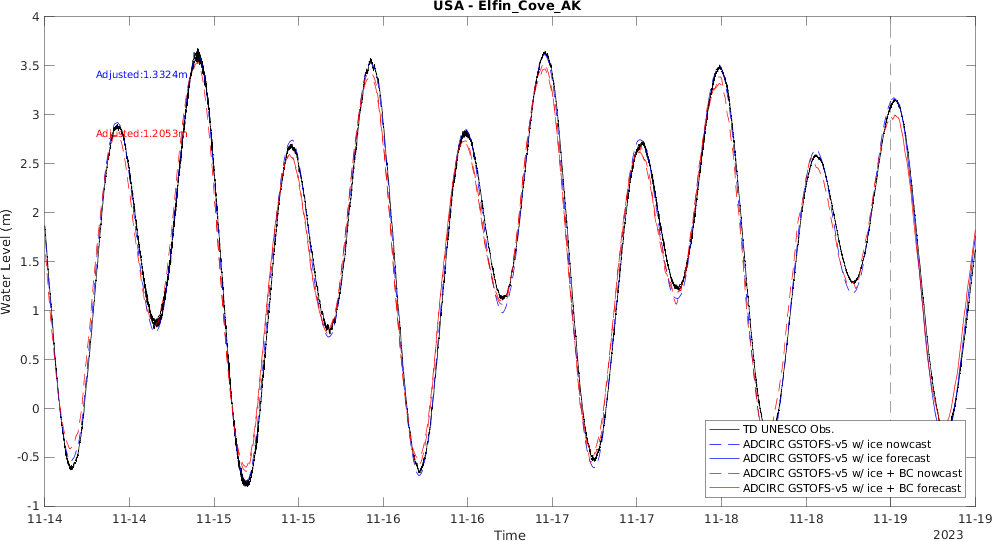 USA - Elfin_Cove_AK
4
3.5
3
2.5
2
1.5
1
0.5
0
-0.5
-1
Water Level (m)
Adjusted:1.3324m
Adjusted:1.2053m
TD UNESCO Obs.
ADCIRC GSTOFS-v5 w/ ice nowcast
ADCIRC GSTOFS-v5 w/ ice forecast
ADCIRC GSTOFS-v5 w/ ice + BC nowcast
ADCIRC GSTOFS-v5 w/ ice + BC forecast
11-14 11-14 11-15 11-15 11-16 11-16 11-17 11-17 11-18 11-18 11-19 11-19
Time
2023